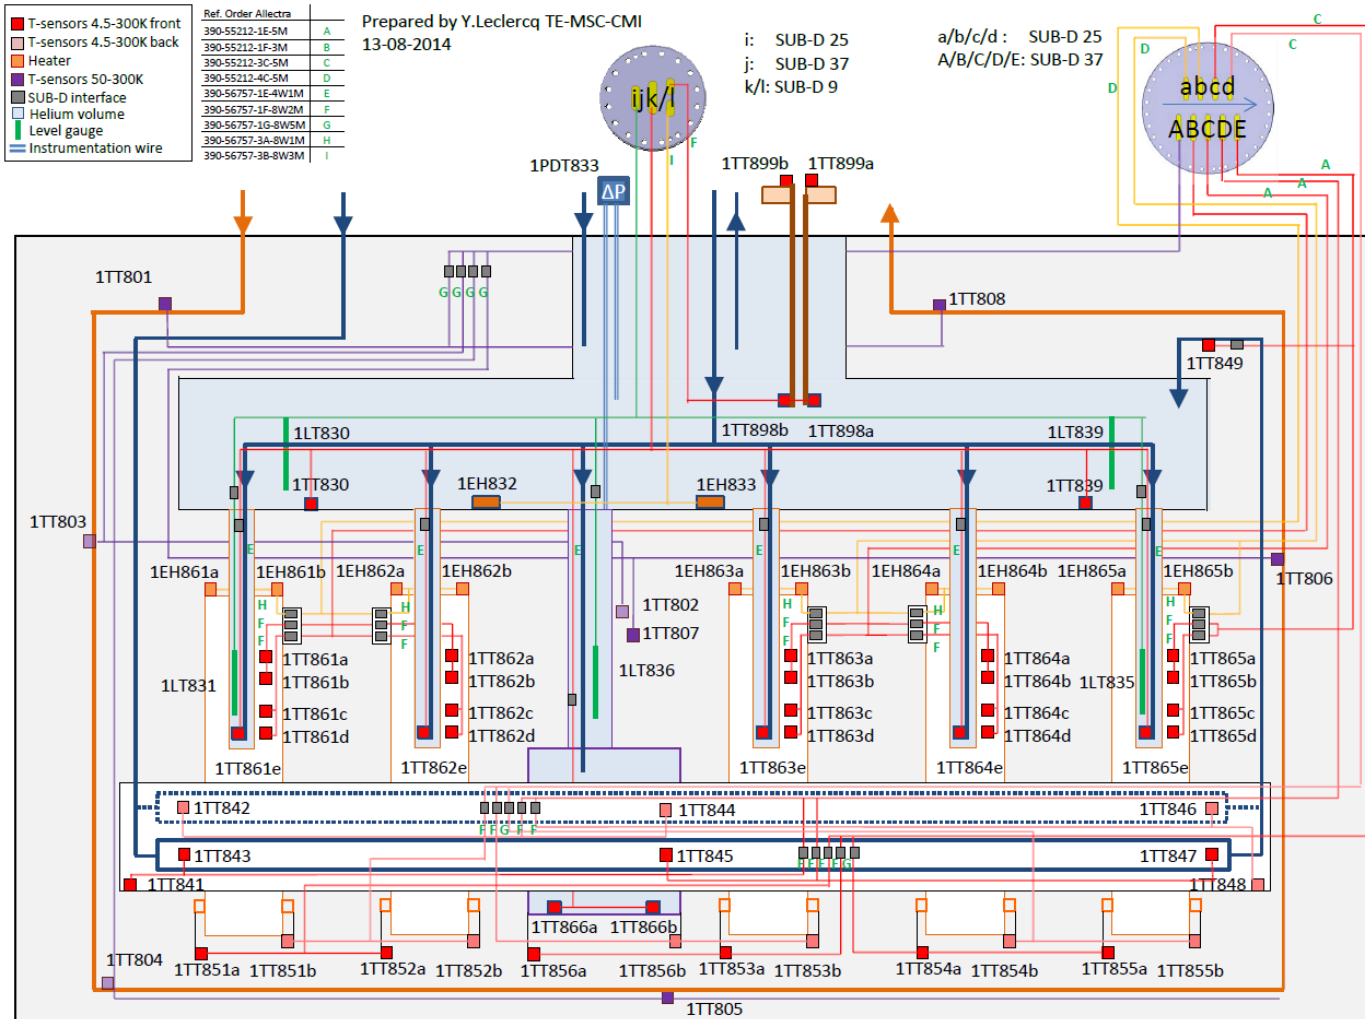 T-sensors 4.5-300K front
T-sensors 4.5-300K back
Heater
T-sensors 50-300K
SUB-D interface
Helium volume
Level gauge
Instrumentation wire
Ref. Order Allectra
390-55212-1E-5M A
390-55212-1F-3M B
390-55212-3C-5M C
390-55212-4C-5M D
390-56757-1E-4W1M E
390-56757-1F-8W2M F
390-56757-1G-8W5M G
390-56757-3A-8W1M H
390-56757-3B-8W3M I
Prepared by Y.Leclercq TE-MSC-CMI
13-08-2014
i: SUB-D 25
j: SUB-D 37
k/l: SUB-D 9
a/b/c/d : SUB-D 25
A/B/C/D/E: SUB-D 37
C
C
D
D
abcd
ABCDE
ijk/l
F
I
A
A
A
A
1PDT833
ΔP
1TT899b
1TT899a
1TT801
G
G
G
G
1TT808
1TT849
1LT830
1TT898b
1TT898a
1LT839
1TT830
1EH832
1EH833
1TT839
1TT803
E
E
E
E
E
E
1TT806
1EH861a
1EH861b
1EH862a
1EH862b
1EH863a
1EH863b
1EH864a
1EH864b
1EH865a
1EH865b
H
F
F
H
F
F
H
F
F
H
F
F
H
F
F
1TT802
1TT807
1TT861a
1TT861b
1TT861c
1TT861d
1TT862a
1TT862b
1TT862c
1TT862d
1TT863a
1TT863b
1TT863c
1TT863d
1TT864a
1TT864b
1TT864c
1TT864d
1TT865a
1TT865b
1TT865c
1TT865d
1LT831
1LT836
1LT835
1TT861e
1TT862e
1TT863e
1TT864e
1TT865e
1TT842
1TT844
1TT846
F
F
G
F
F
1TT843
1TT845
1TT847
F
F
F
F
G
1TT841
1TT848
1TT866a
1TT866b
1TT804
1TT851a
1TT851b
1TT852a
1TT852b
1TT856a
1TT856b
1TT853a
1TT853b
1TT854a
1TT854b
1TT855a
1TT855b
1TT805